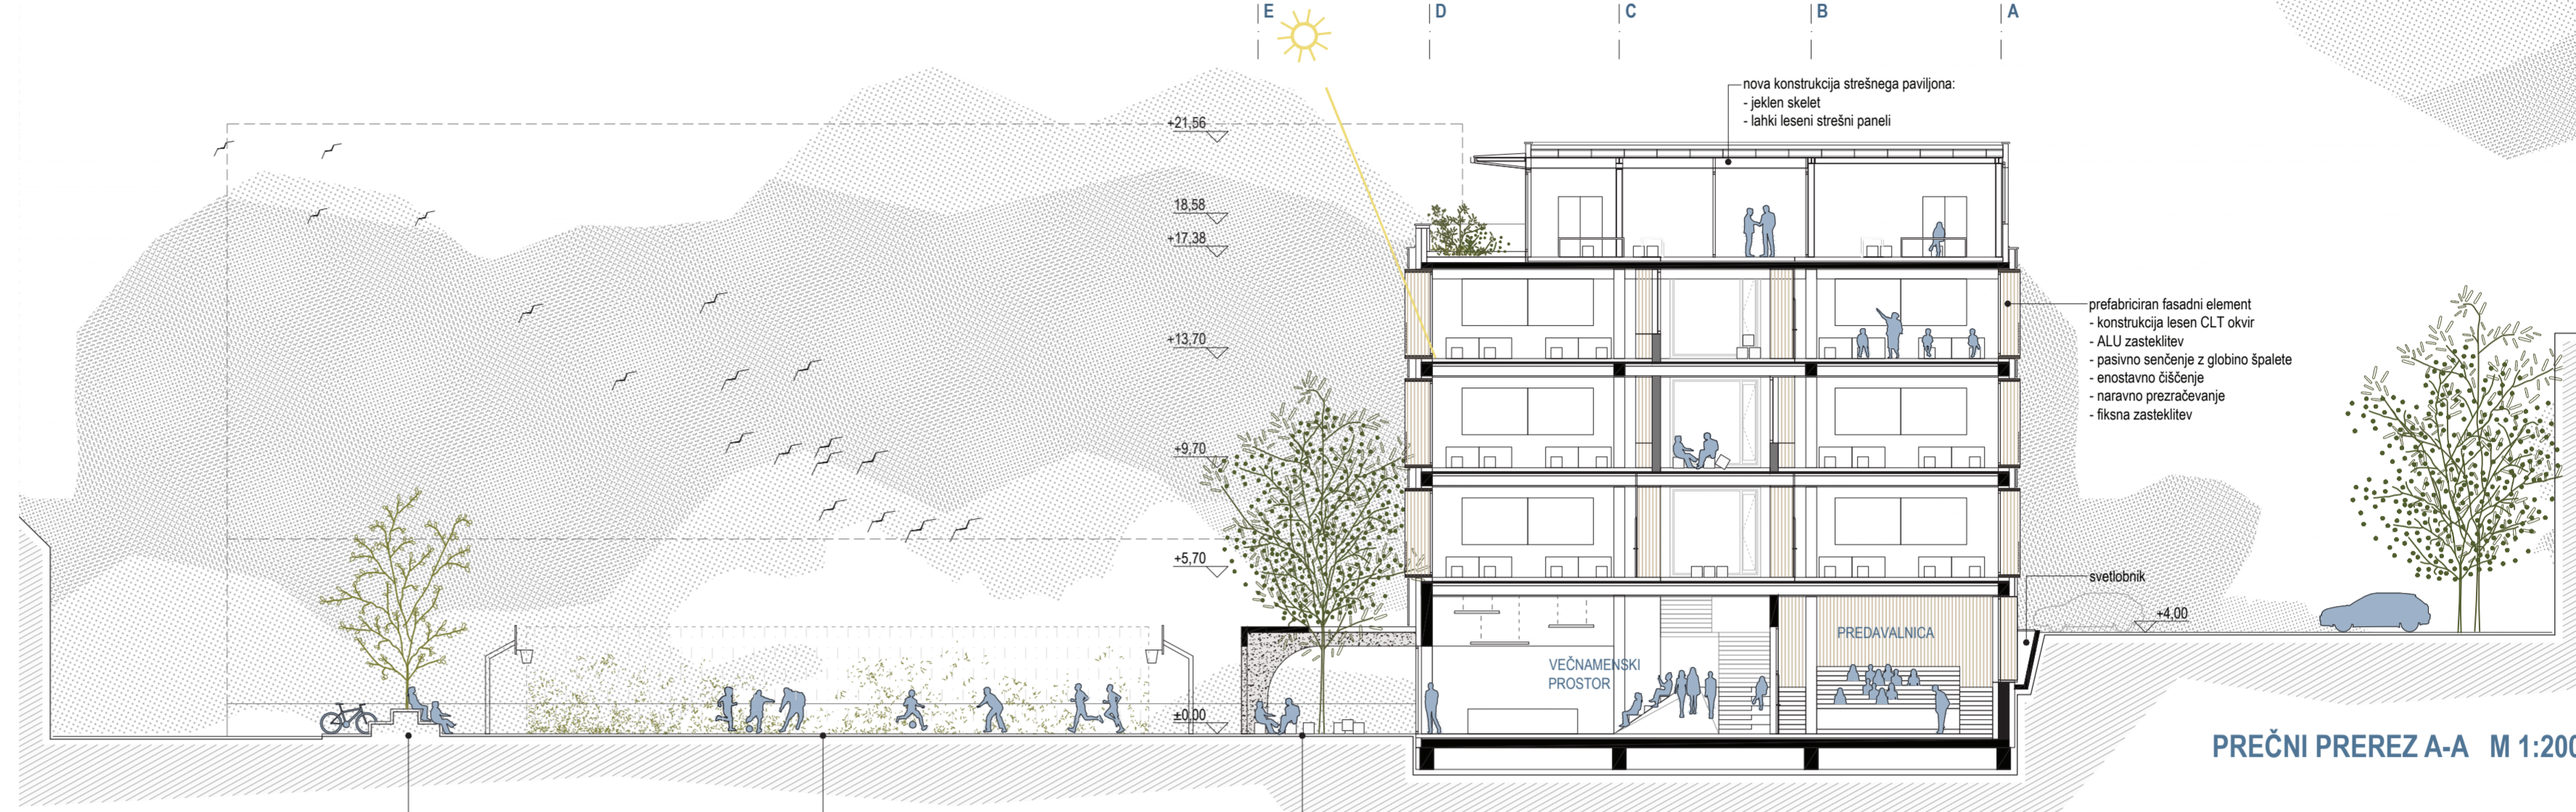 E
D
C
B
A
nova konstrukcija strešnega paviljona:
- jeklen skelet
- lahki leseni strešni paneli
+21,56
18,58
+17,38
+13,70
+9,70
+5,70
±0,00
prefabriciran fasadni element
- konstrukcija lesen CLT okvir
- ALU zasteklitev
- pasivno senčenje z globino špalete
- enostavno čiščenje
- naravno prezračevanje
- fiksna zasteklitev
svetlobnik
+4,00
VEČNAMENSKI
PROSTOR
PREDAVALNICA
PREČNI PREREZ A-A M 1:200